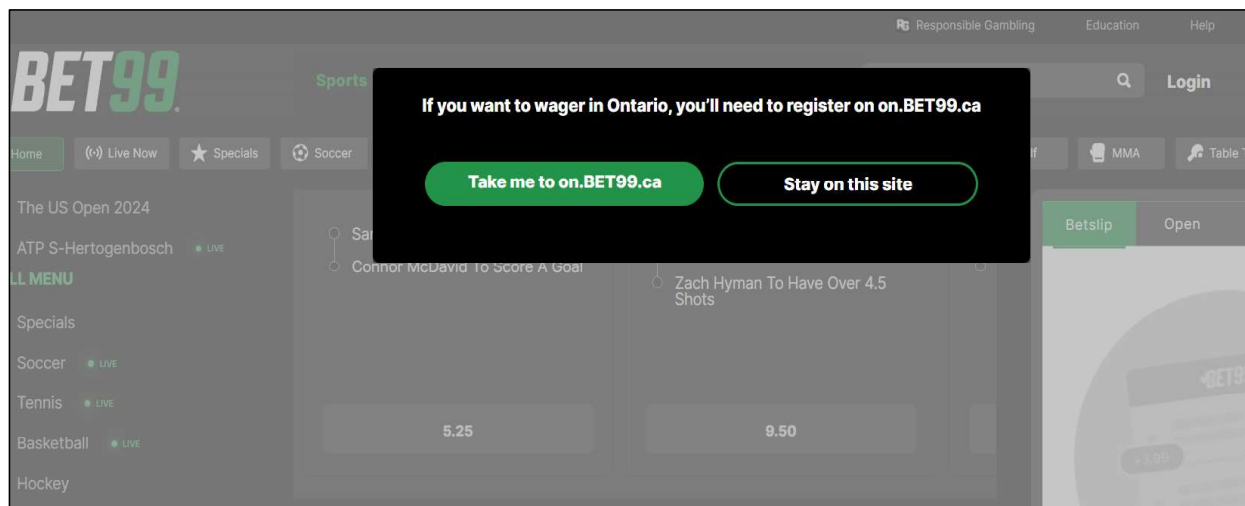 RG Responsible Gambling Education Help
BET99.
Sports
Login
If you want to wager in Ontario, you'll need to register on on.BET99.ca
Take me to on.BET99.ca
Stay on this site
Home
Live Now
Specials
Soccer
MMA
Table
The US Open 2024
ATP S-Hertogenbosch LIVE
LL MENU
Specials
Soccer LIVE
Tennis LIVE
Basketball LIVE
Hockey
Connor McDavid To Score A Goal
5.25
Zach Hyman To Have Over 4.5
Shots
9.50
Betslip Open
BET9
+3.99